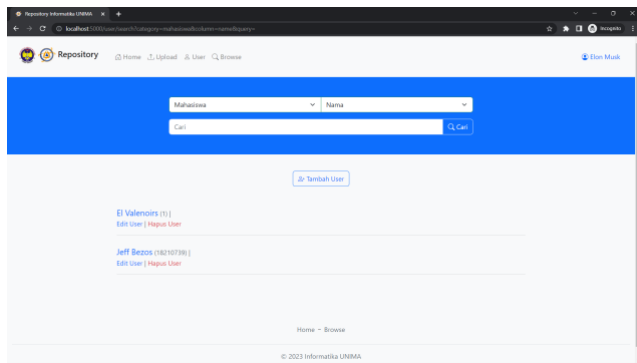 Repository Informatika UNIMA
localhost:5000/user/search?category=mahasiswa&column=name&query=
Incognito
Repository
Home Upload User Browse
Elon Musk
Mahasiswa Nama
Cari Cari
Tambah User
El Valenoirs (1) |
Edit User | Hapus User
Jeff Bezos (18210739) |
Edit User | Hapus User
Home - Browse
© 2023 Informatika UNIMA